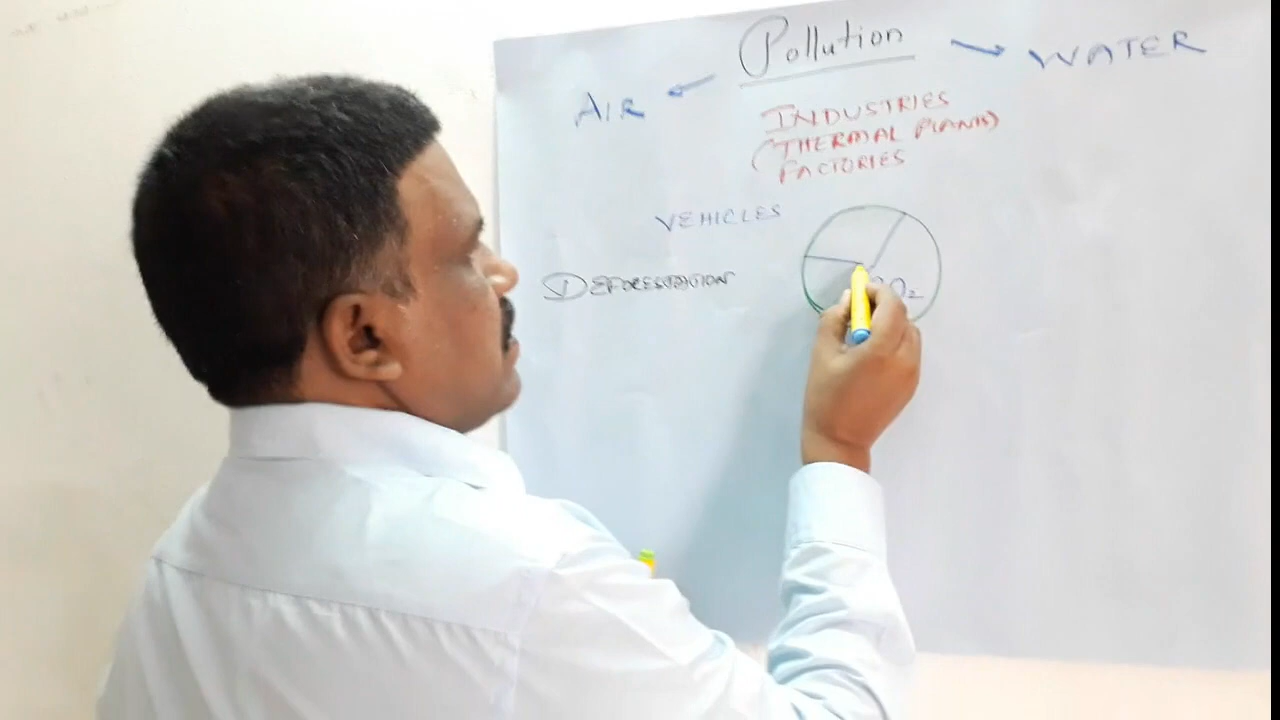 Pollution
AIR
WATER
INDUSTRIES
(THERMAL PLANTS)
FACTORIES
VEHICLES
DEFORESTATION